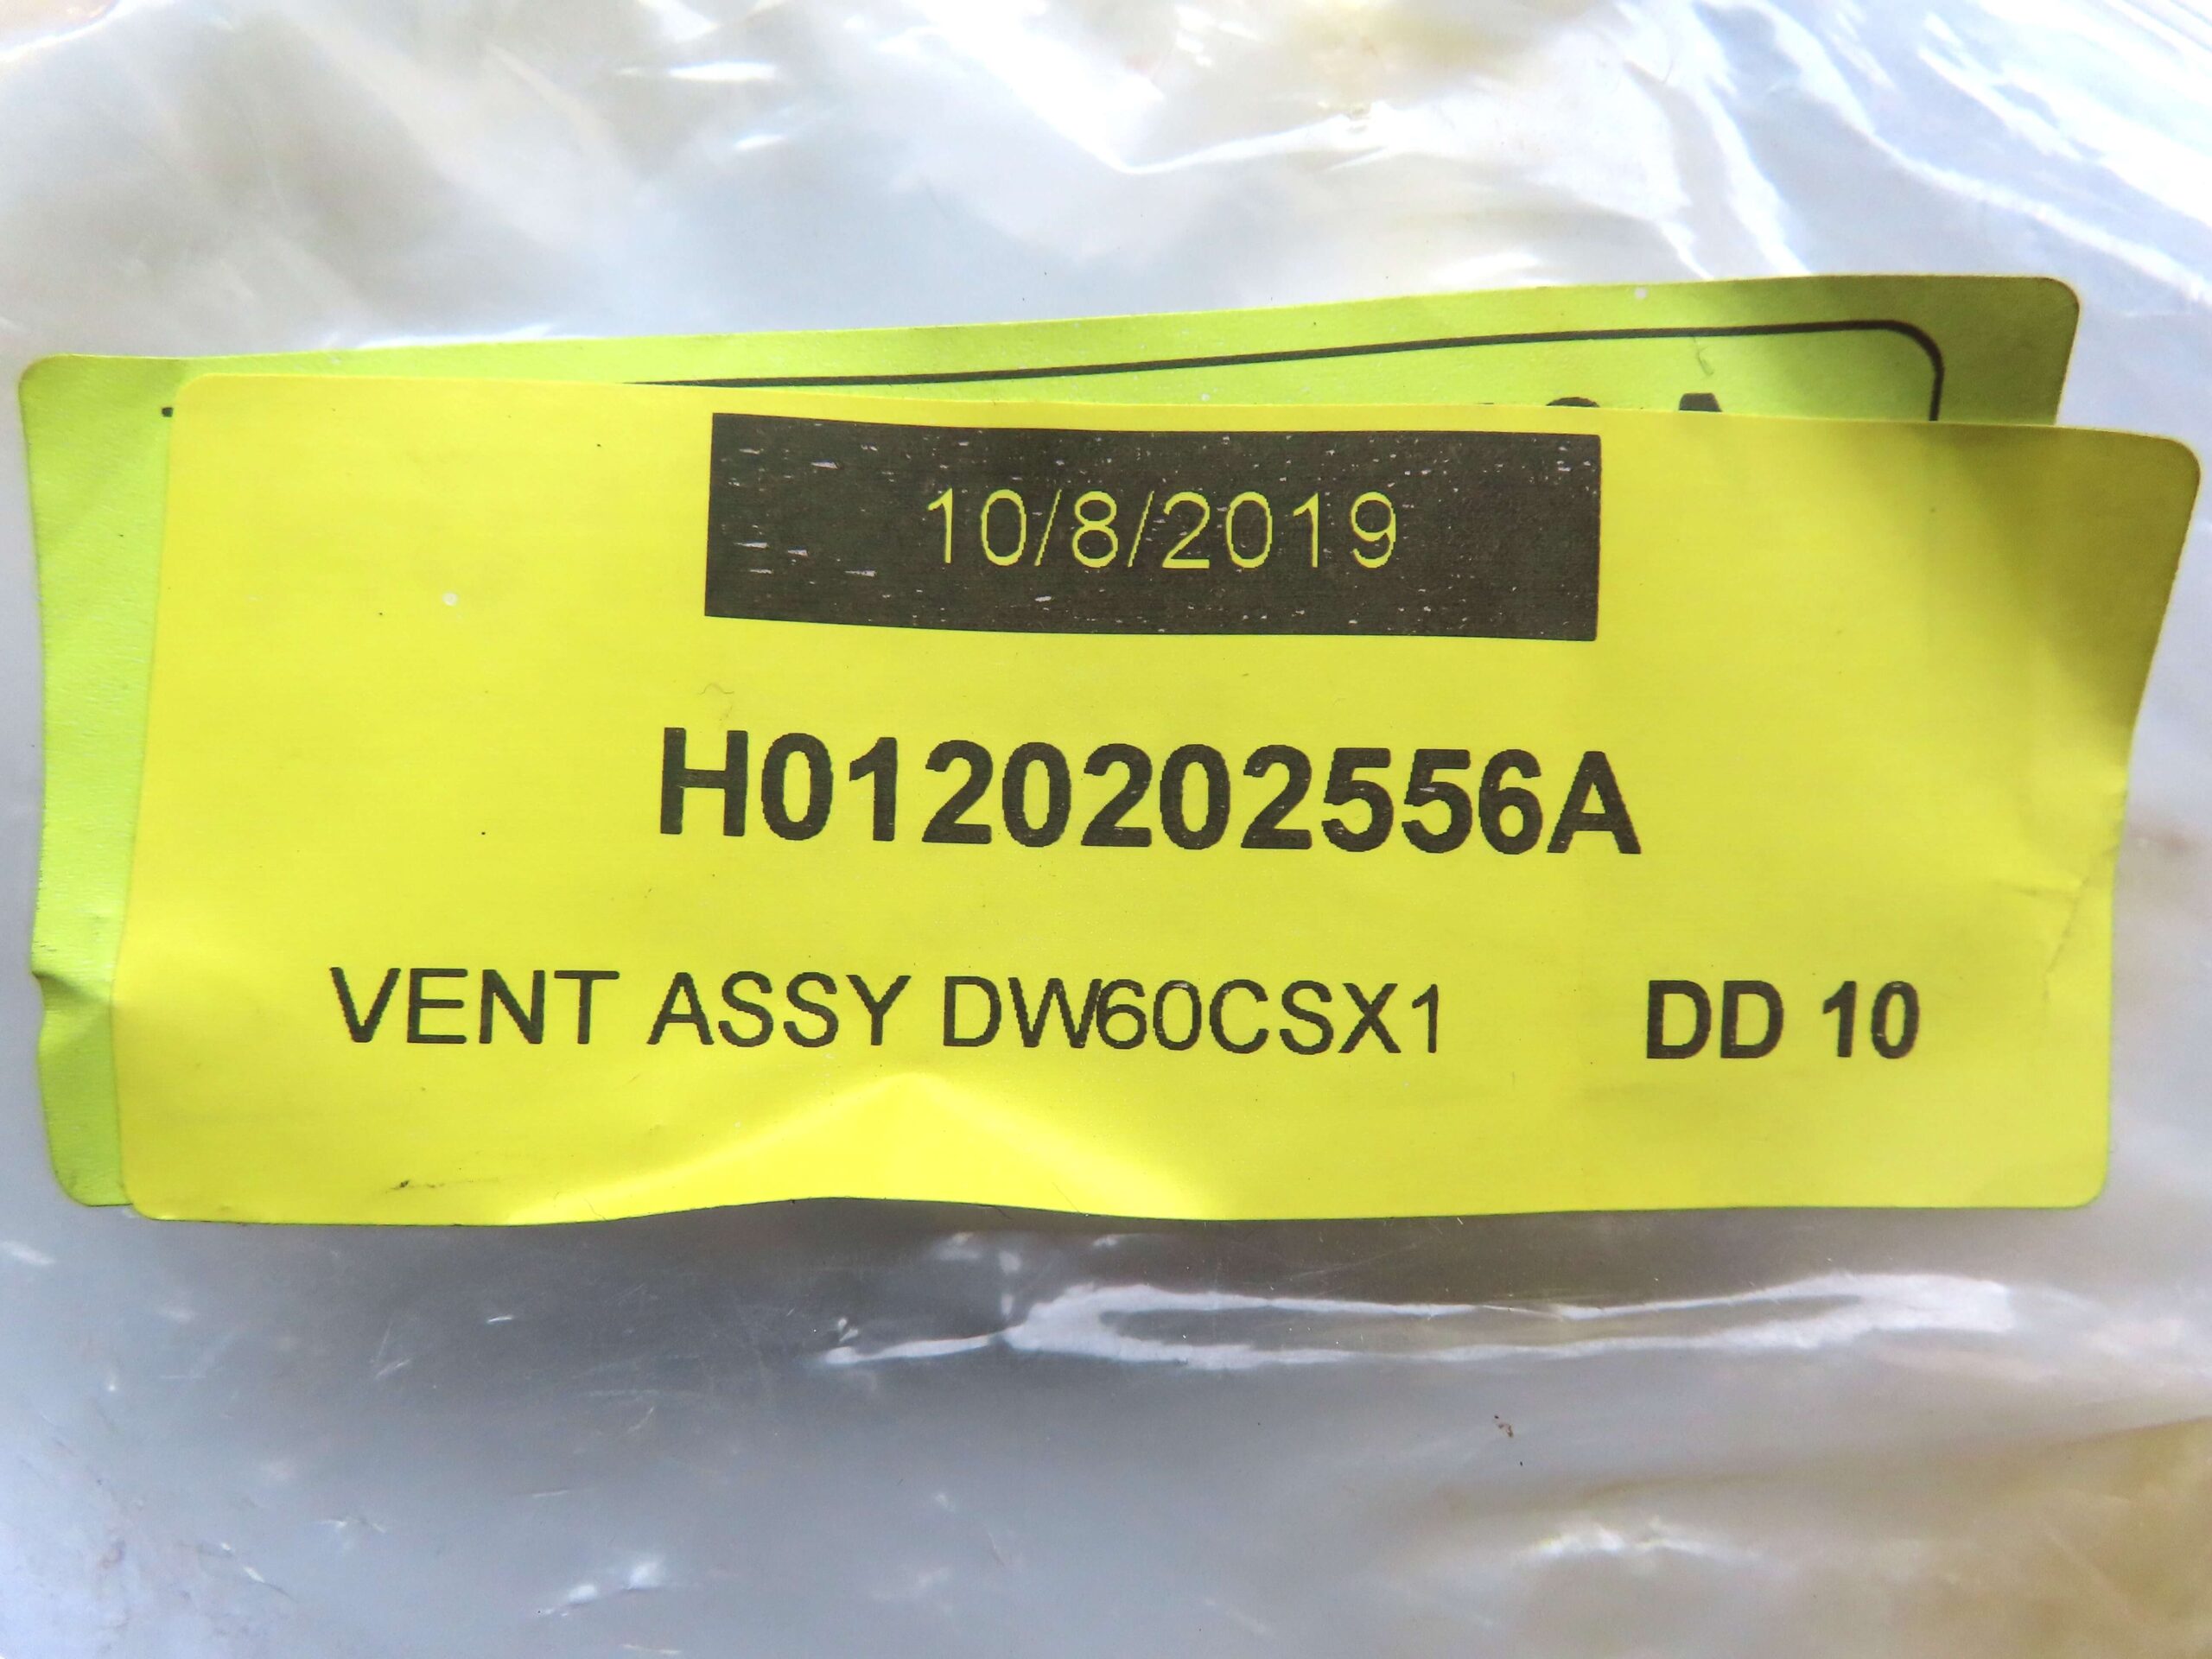 10/8/2019
H0120202556A
VENT ASSY DW60CSX1 DD 10